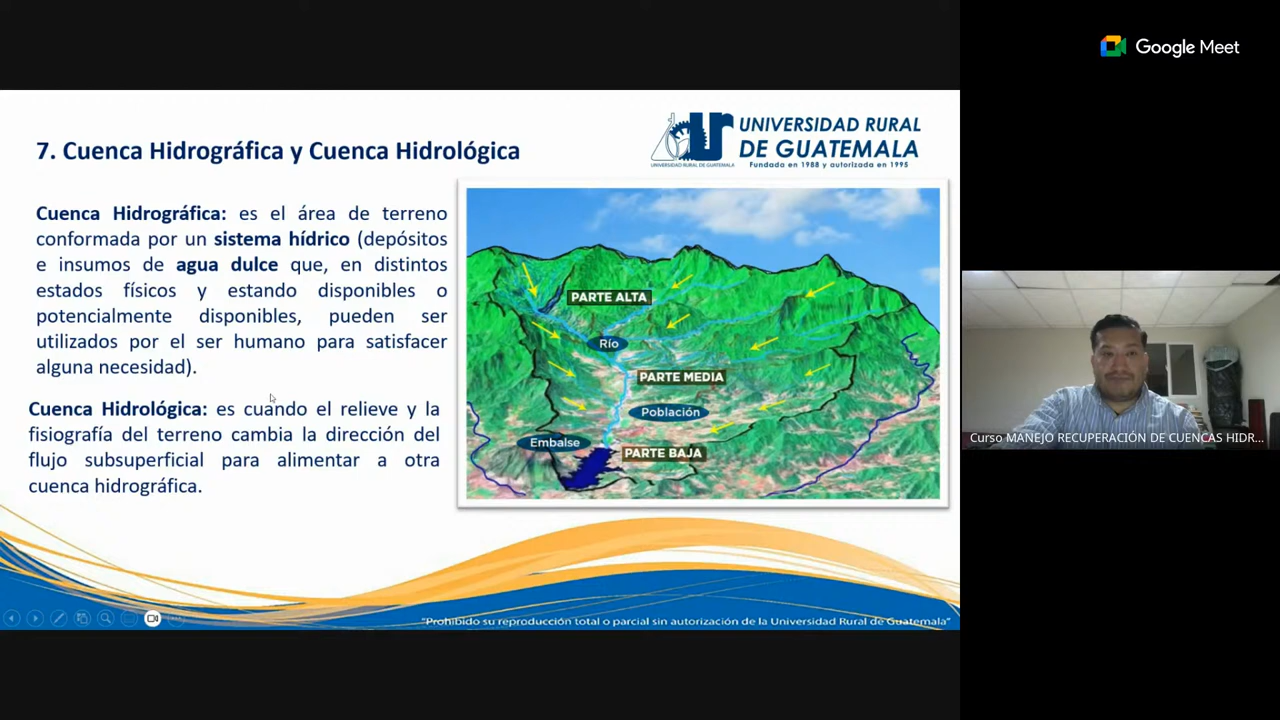 Google Meet
7. Cuenca Hidrográfica y Cuenca Hidrológica
UNIVERSIDAD RURAL
DE GUATEMALA
Fundada en 1988 y autorizada en 1995
UNIVERSIDAD RURAL DE GUATEMALA
Cuenca Hidrográfica: es el área de terreno
conformada por un sistema hídrico (depósitos
e insumos de agua dulce que, en distintos
estados físicos y estando disponibles o
potencialmente disponibles, pueden ser
utilizados por el ser humano para satisfacer
alguna necesidad).
Cuenca Hidrológica: es cuando el relieve y la
fisiografía del terreno cambia la dirección del
flujo subsuperficial para alimentar a otra
cuenca hidrográfica.
PARTE ALTA
Río
PARTE MEDIA
Población
Embalse
PARTE BAJA
Curso MANEJO RECUPERACIÓN DE CUENCAS HIDR...
"Prohibido su reproducción total o parcial sin autorización de la Universidad Rural de Guatemala"